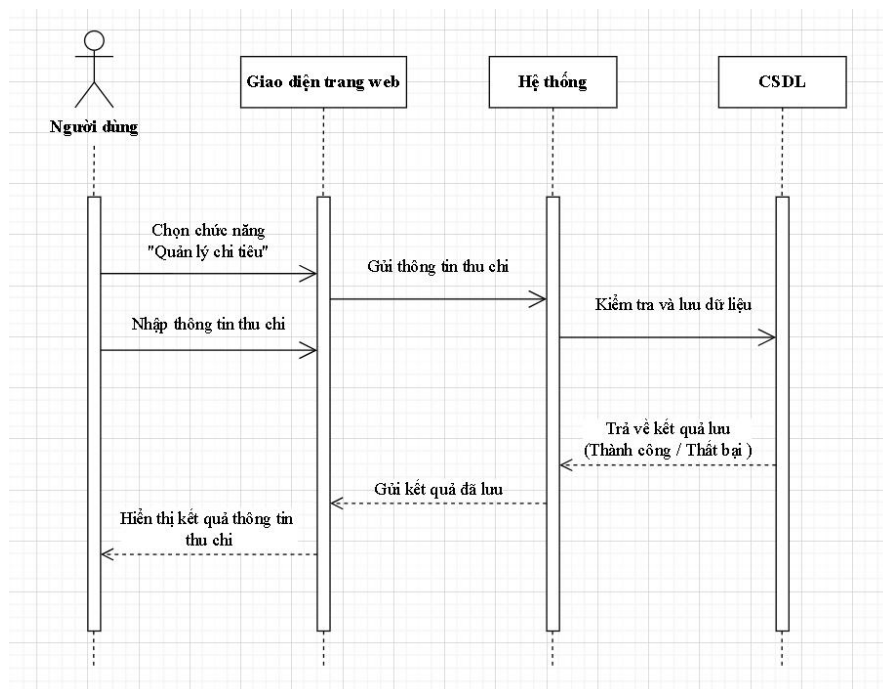 Người dùng
Giao diện trang web
Hệ thống
CSDL
Chọn chức năng
"Quản lý chi tiêu"
Gửi thông tin thu chi
Kiểm tra và lưu dữ liệu
Nhập thông tin thu chi
Trả về kết quả lưu
(Thành công / Thất bại )
Gửi kết quả đã lưu
Hiển thị kết quả thông tin
thu chi